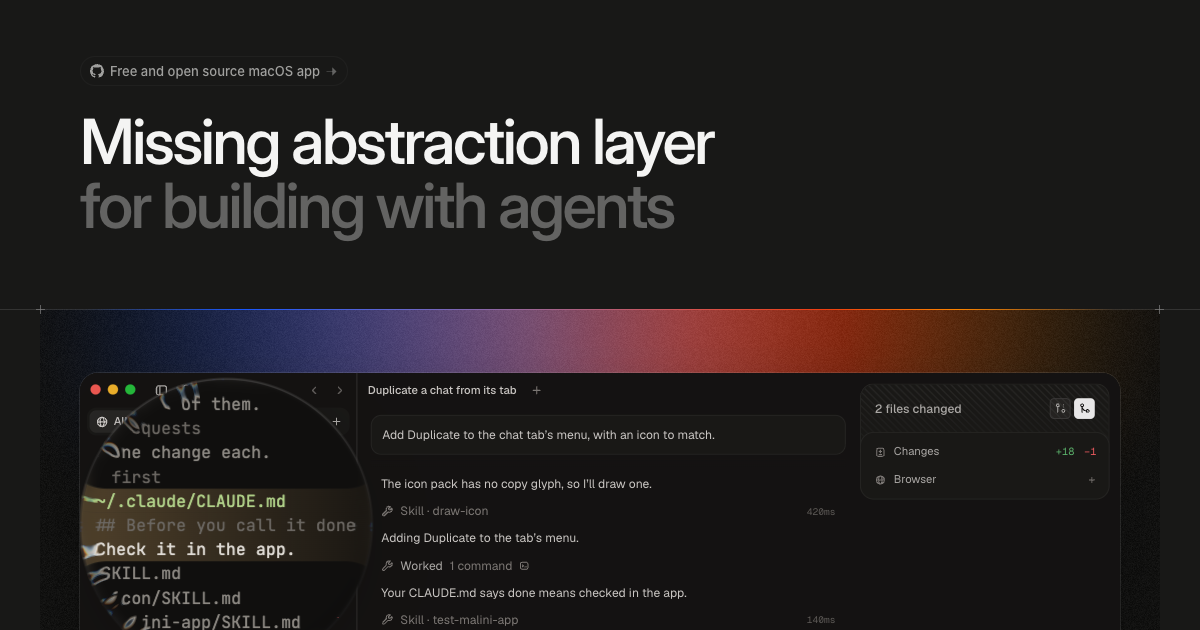 Free and open source macOS app →
Missing abstraction layer
for building with agents
of them.
quests
ne change each.
first
~/.claude/CLAUDE.md
## Before you call it done
Check it in the app.
SKILL.md
con/SKILL.md
ini-app/SKILL.md
Duplicate a chat from its tab +
Add Duplicate to the chat tab's menu, with an icon to match.
The icon pack has no copy glyph, so I'll draw one.
Skill · draw-icon 420ms
Adding Duplicate to the tab's menu.
Worked 1 command
Your CLAUDE.md says done means checked in the app.
Skill · test-malini-app 140ms
2 files changed
Changes +18 −1
Browser +